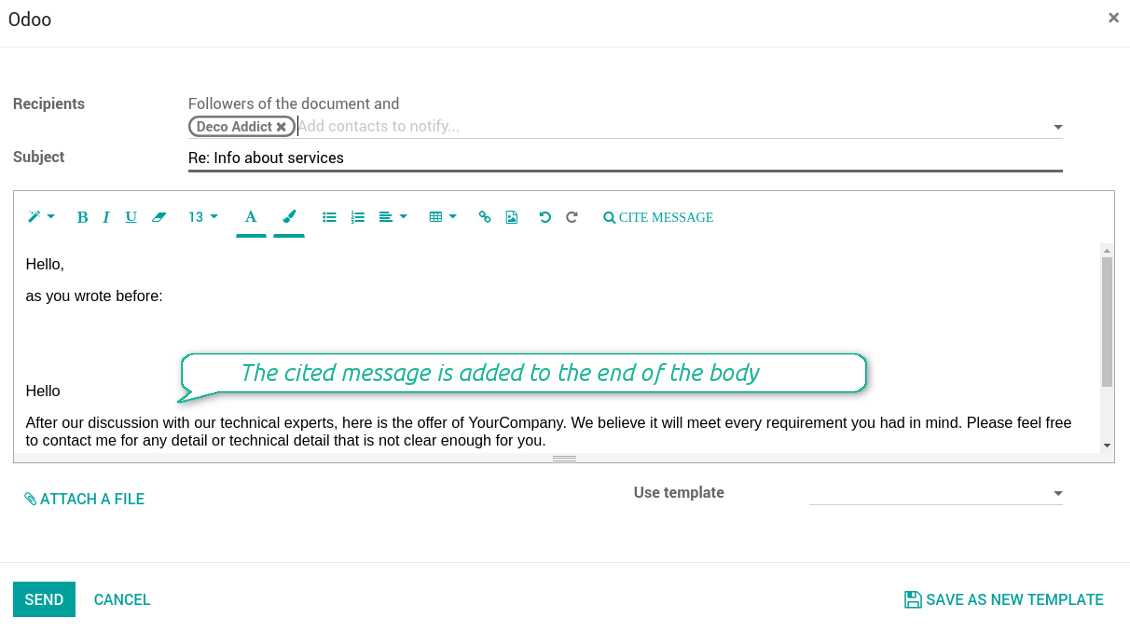 Odoo
Recipients
Followers of the document and
Deco Addict
Add contacts to notify...
Subject
Re: Info about services
B I U 13 A CITE MESSAGE
Hello,
as you wrote before:
The cited message is added to the end of the body
Hello
After our discussion with our technical experts, here is the offer of YourCompany. We believe it will meet every requirement you had in mind. Please feel free
to contact me for any detail or technical detail that is not clear enough for you.
ATTACH A FILE
Use template
SEND
CANCEL
SAVE AS NEW TEMPLATE